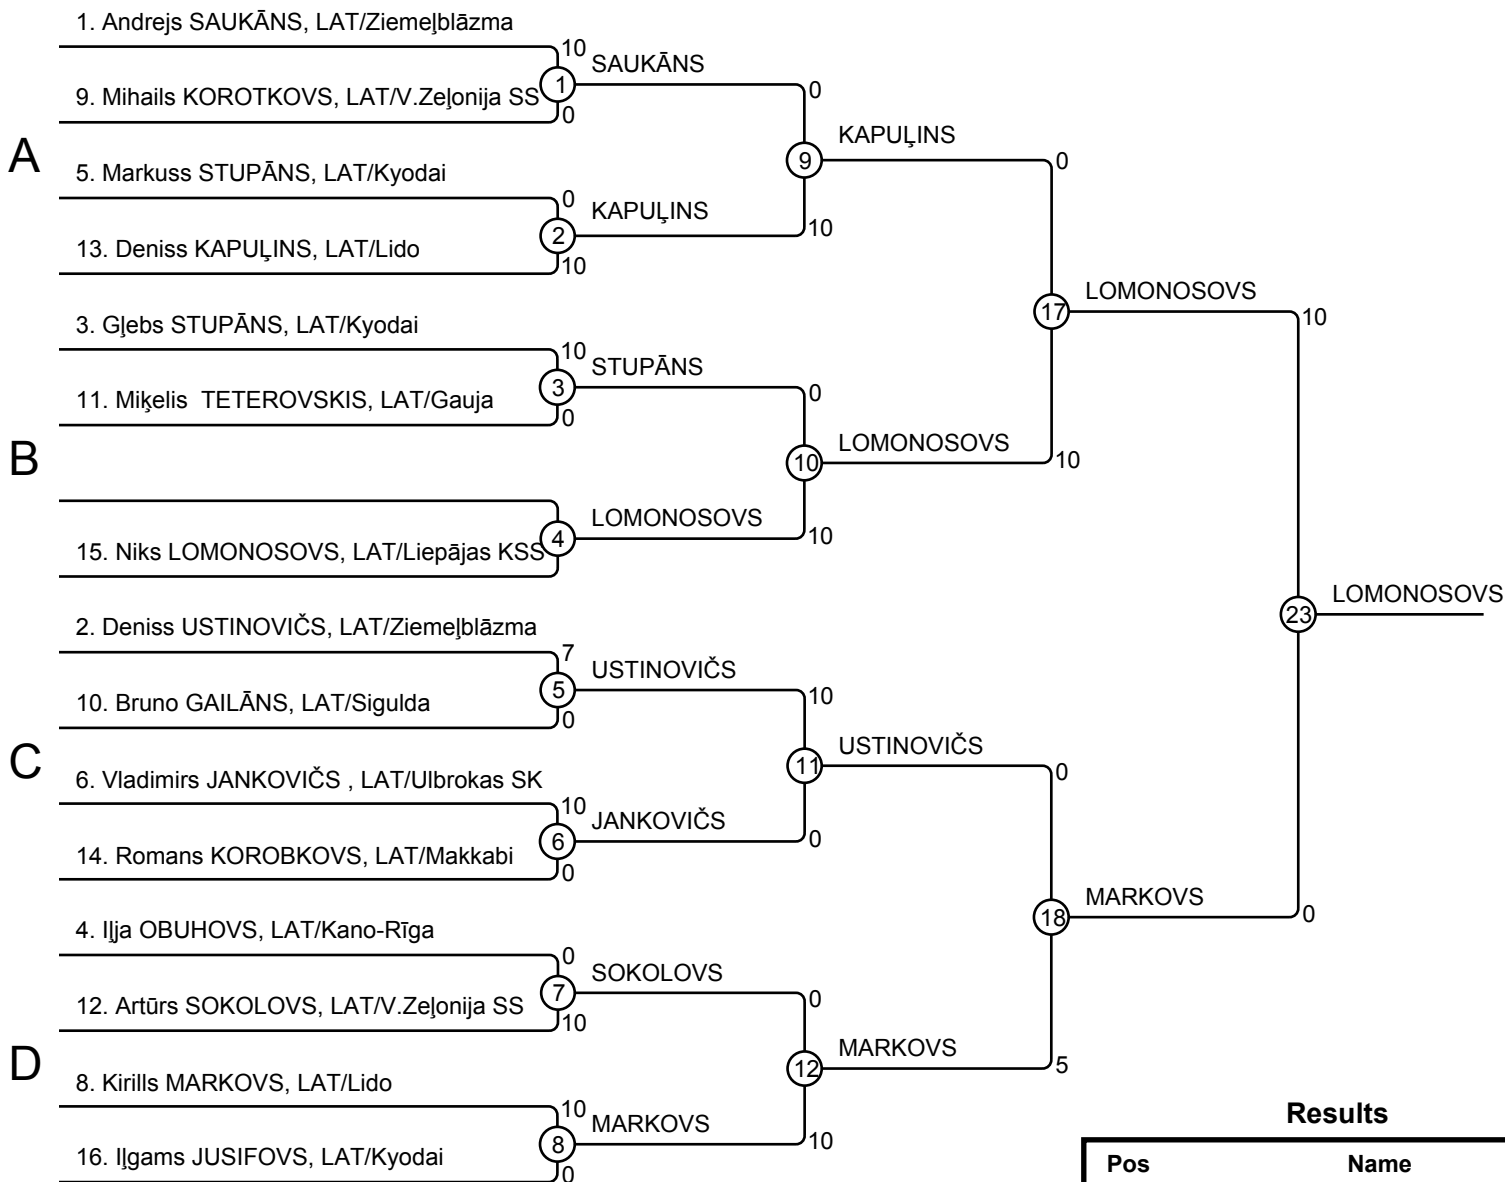 1. Andrejs SAUKĀNS, LAT/Ziemeļblāzma
10
SAUKĀNS
1
0
9. Mihails KOROTKOVS, LAT/V.Zeļonija SS
0
KAPUĻINS
A
9
0
5. Markuss STUPĀNS, LAT/Kyodai
0
KAPUĻINS
2
10
13. Deniss KAPUĻINS, LAT/Lido
10
LOMONOSOVS
17
10
3. Gļebs STUPĀNS, LAT/Kyodai
10
STUPĀNS
3
0
11. Miķelis  TETEROVSKIS, LAT/Gauja
0
LOMONOSOVS
B
10
10
LOMONOSOVS
4
10
15. Niks LOMONOSOVS, LAT/Liepājas KSS
LOMONOSOVS
23
2. Deniss USTINOVIČS, LAT/Ziemeļblāzma
7
USTINOVIČS
5
10
10. Bruno GAILĀNS, LAT/Sigulda
0
USTINOVIČS
C
11
0
6. Vladimirs JANKOVIČS , LAT/Ulbrokas SK
10
JANKOVIČS
6
0
14. Romans KOROBKOVS, LAT/Makkabi
0
MARKOVS
18
0
4. Iļja OBUHOVS, LAT/Kano-Rīga
0
SOKOLOVS
7
0
12. Artūrs SOKOLOVS, LAT/V.Zeļonija SS
10
MARKOVS
D
12
5
8. Kirills MARKOVS, LAT/Lido
10
MARKOVS
8
10
16. Iļgams JUSIFOVS, LAT/Kyodai
0
Results
Pos Name